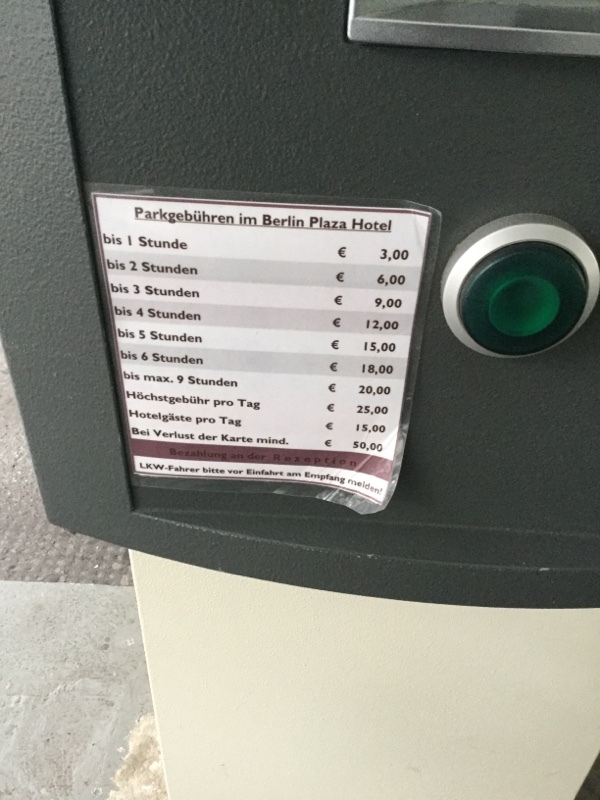 Parkgebühren im Berlin Plaza Hotel
bis 1 Stunde € 3,00
bis 2 Stunden € 6,00
bis 3 Stunden € 9,00
bis 4 Stunden € 12,00
bis 5 Stunden € 15,00
bis 6 Stunden € 18,00
bis max. 9 Stunden € 20,00
Höchstgebühr pro Tag € 25,00
Hotelgäste pro Tag € 15,00
Bei Verlust der Karte mind. € 50,00
Bezahlung an der Rezeption
LKW-Fahrer bitte vor Einfahrt am Empfang melden!